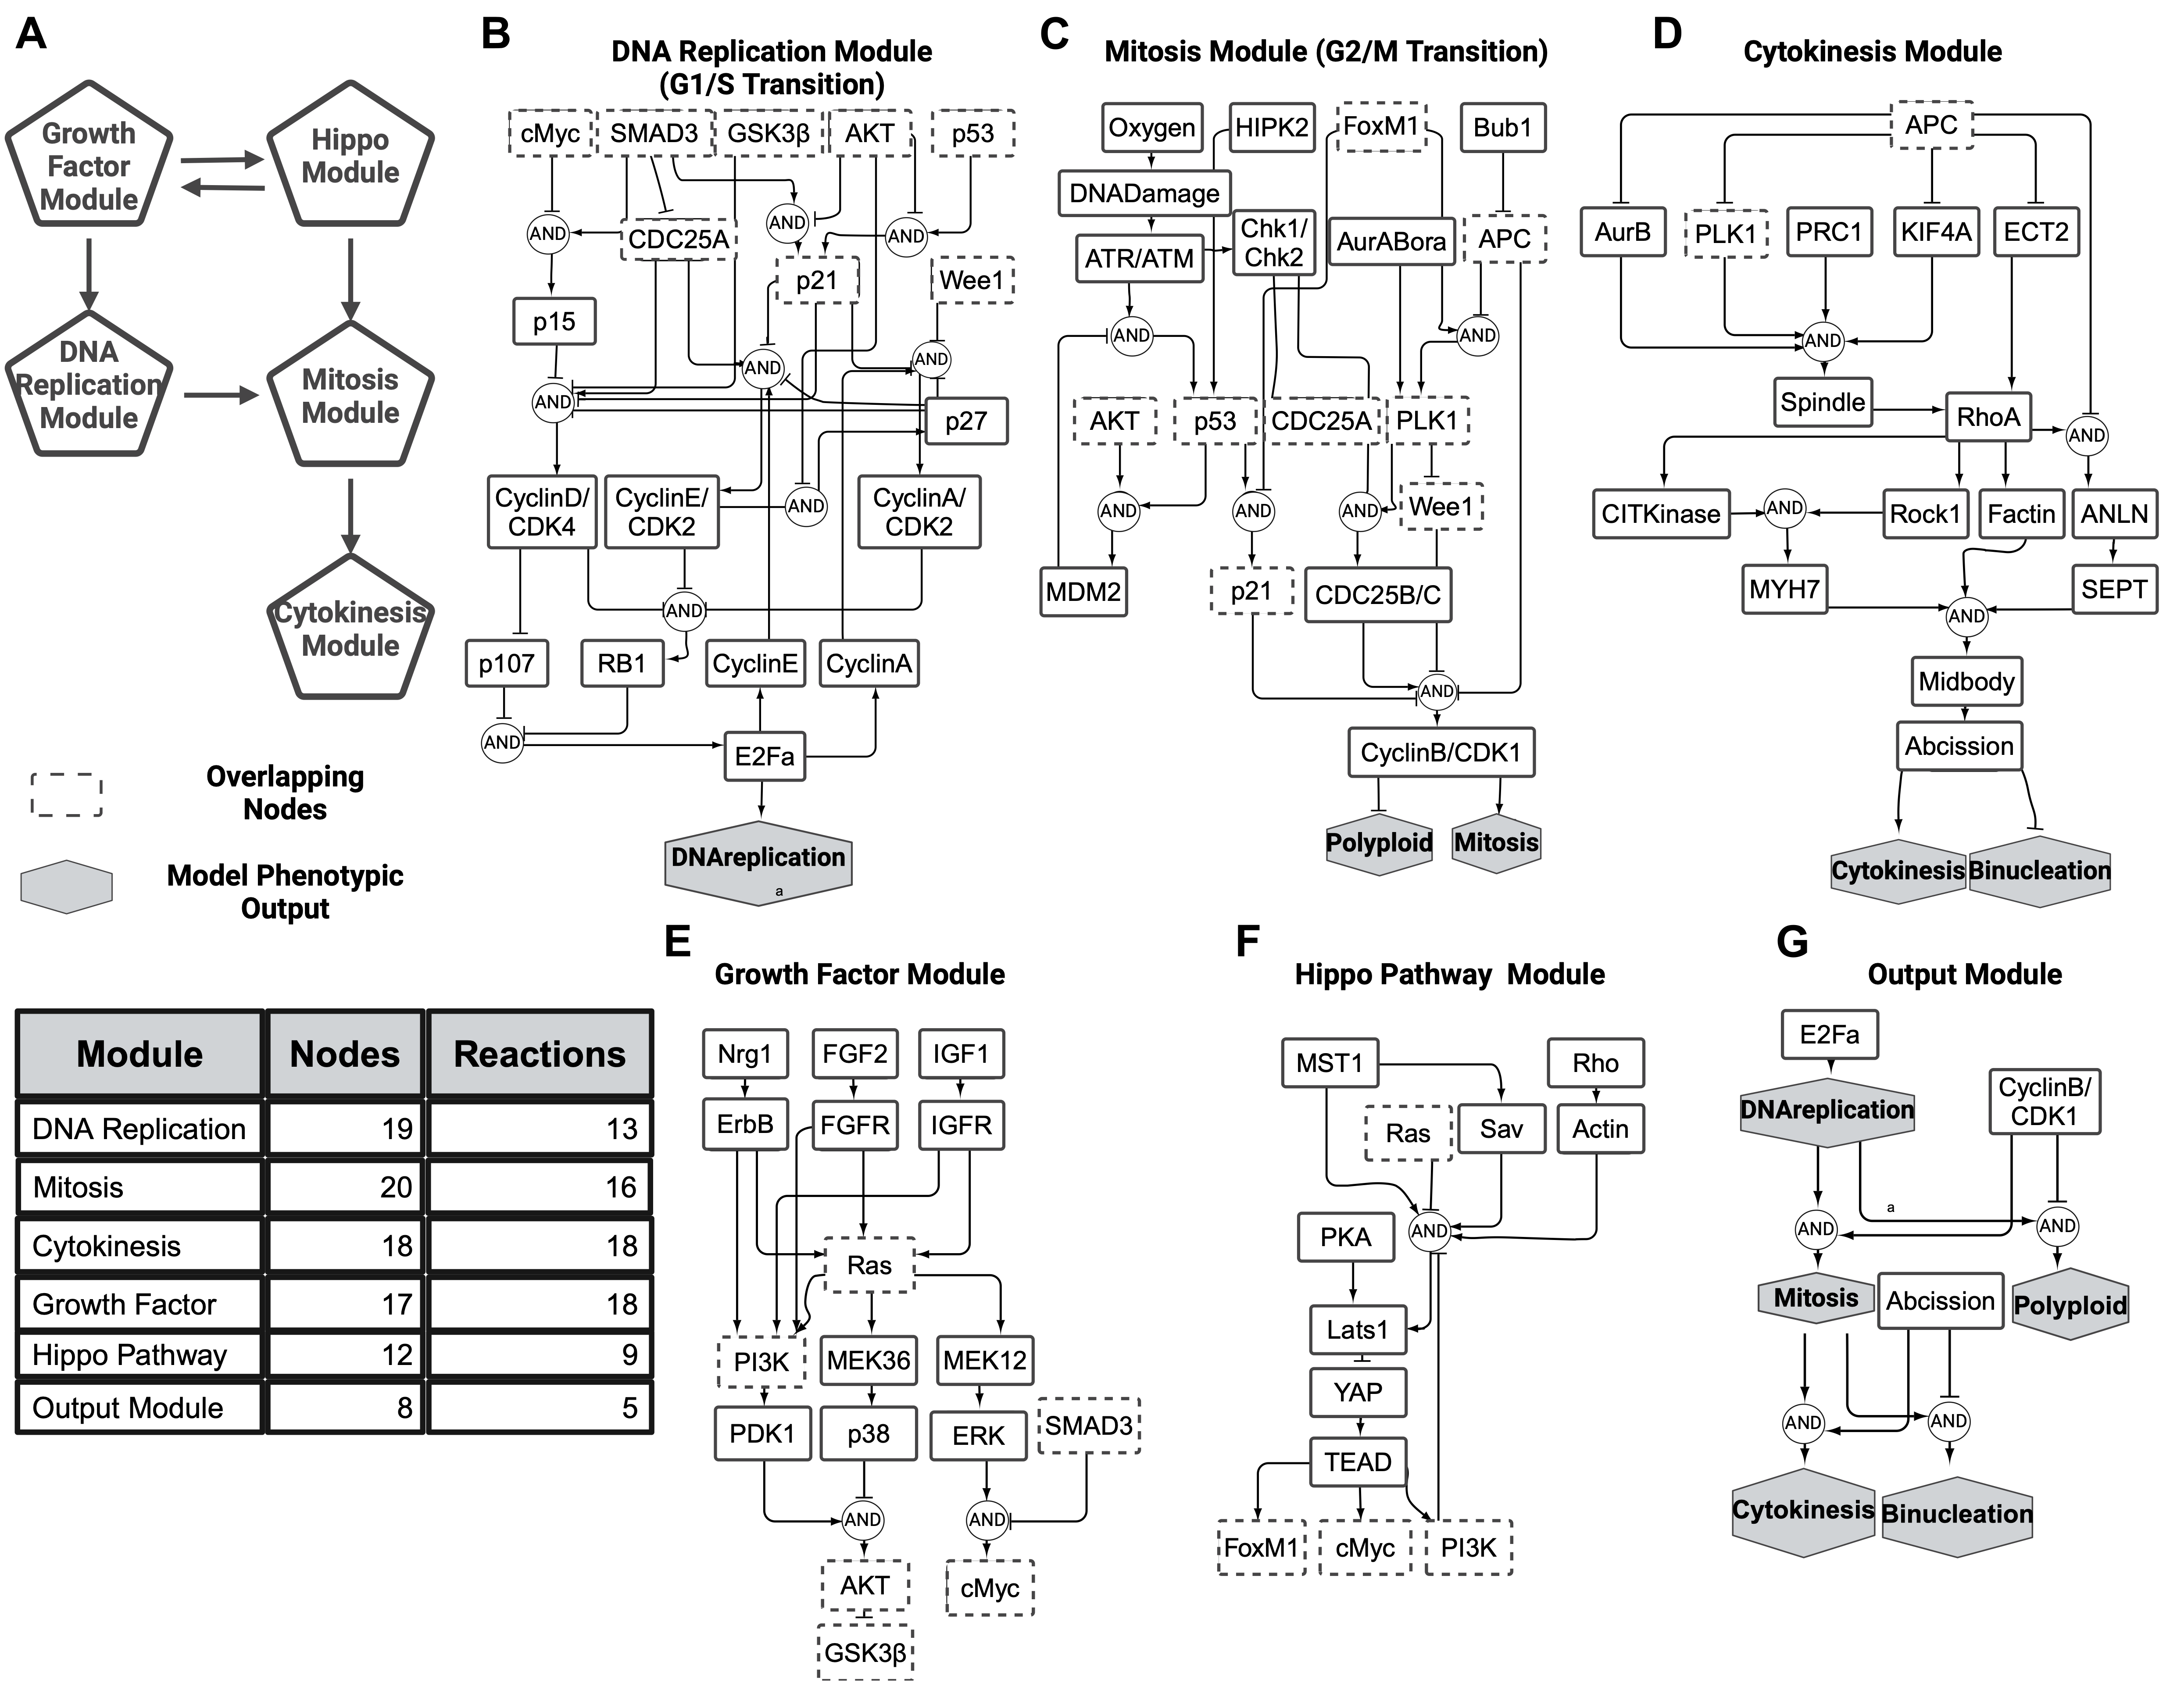 A
Growth
Factor
Module
Hippo
Module
DNA
Replication
Module
Mitosis
Module
Cytokinesis
Module
Overlapping
Nodes
Model Phenotypic
Output
B
DNA Replication Module
(G1/S Transition)
cMyc
SMAD3
GSK3β
AKT
p53
AND
CDC25A
AND
AND
p21
Wee1
p15
AND
AND
AND
p27
CyclinD/
CDK4
CyclinE/
CDK2
AND
CyclinA/
CDK2
AND
p107
RB1
CyclinE
CyclinA
AND
E2Fa
DNAreplication
a
C
Mitosis Module (G2/M Transition)
Oxygen
HIPK2
FoxM1
Bub1
DNADamage
ATR/ATM
Chk1/
Chk2
AurABora
APC
AND
AND
AKT
p53
CDC25A
PLK1
AND
AND
AND
Wee1
MDM2
p21
CDC25B/C
AND
CyclinB/CDK1
Polyploid
Mitosis
D
Cytokinesis Module
APC
AurB
PLK1
PRC1
KIF4A
ECT2
AND
Spindle
RhoA
AND
CITKinase
AND
Rock1
Factin
ANLN
MYH7
AND
SEPT
Midbody
Abcission
Cytokinesis
Binucleation
Module Nodes Reactions
DNA Replication 19 13
Mitosis 20 16
Cytokinesis 18 18
Growth Factor 17 18
Hippo Pathway 12 9
Output Module 8 5
E
Growth Factor Module
Nrg1
FGF2
IGF1
ErbB
FGFR
IGFR
Ras
PI3K
MEK36
MEK12
PDK1
p38
ERK
SMAD3
AND
AND
AKT
cMyc
GSK3β
F
Hippo Pathway Module
MST1
Rho
Ras
Sav
Actin
PKA
AND
Lats1
YAP
TEAD
FoxM1
cMyc
PI3K
G
Output Module
E2Fa
DNAreplication
CyclinB/
CDK1
a
AND
AND
Mitosis
Abcission
Polyploid
AND
AND
Cytokinesis
Binucleation